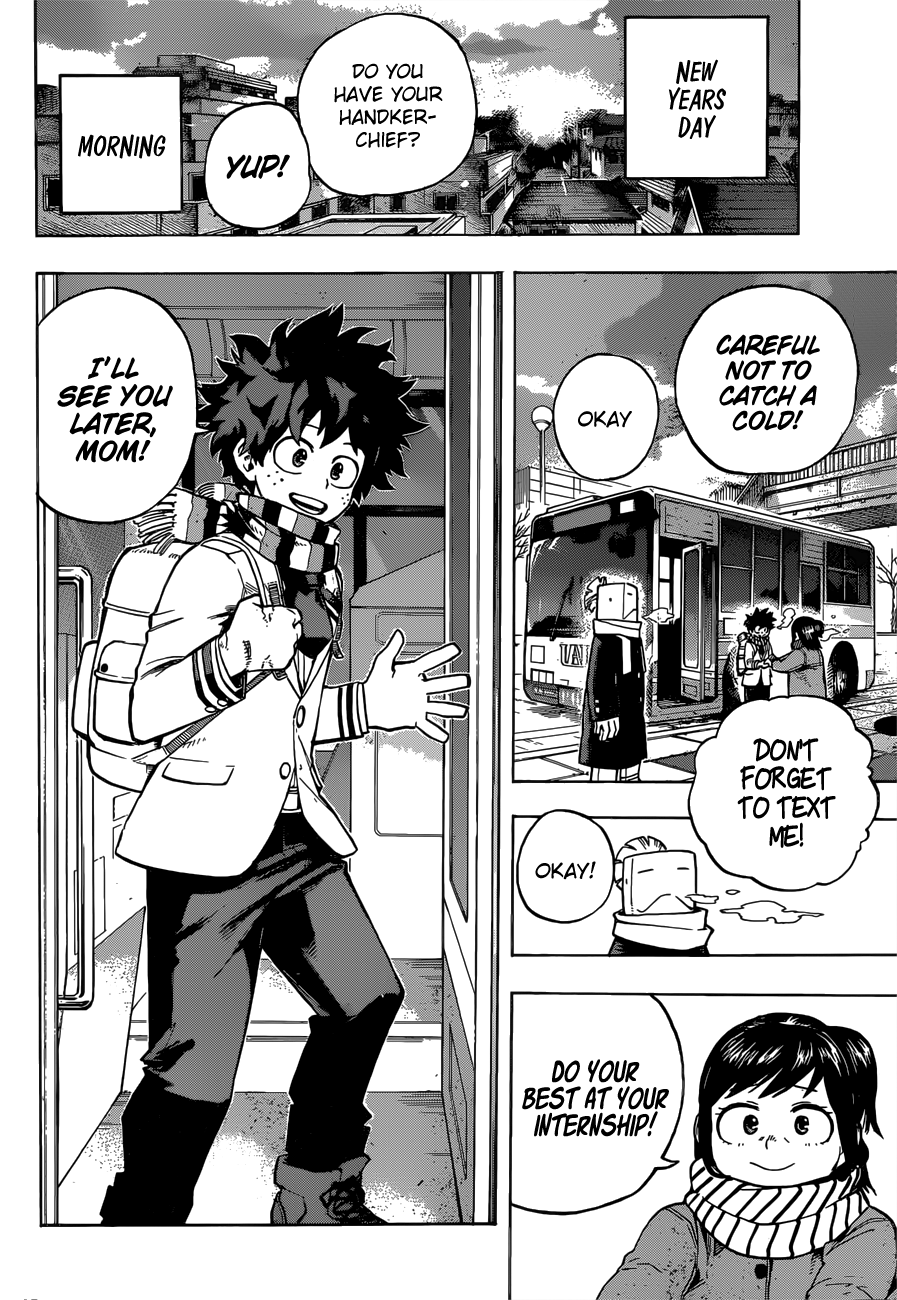 NEW
YEARS
DAY
DO YOU
HAVE YOUR
HANDKER-
CHIEF?
YUP!
MORNING
CAREFUL
NOT TO
CATCH A
COLD!
OKAY
DON'T
FORGET
TO TEXT
ME!
OKAY!
DO YOUR
BEST AT YOUR
INTERNSHIP!
I'LL
SEE YOU
LATER,
MOM!